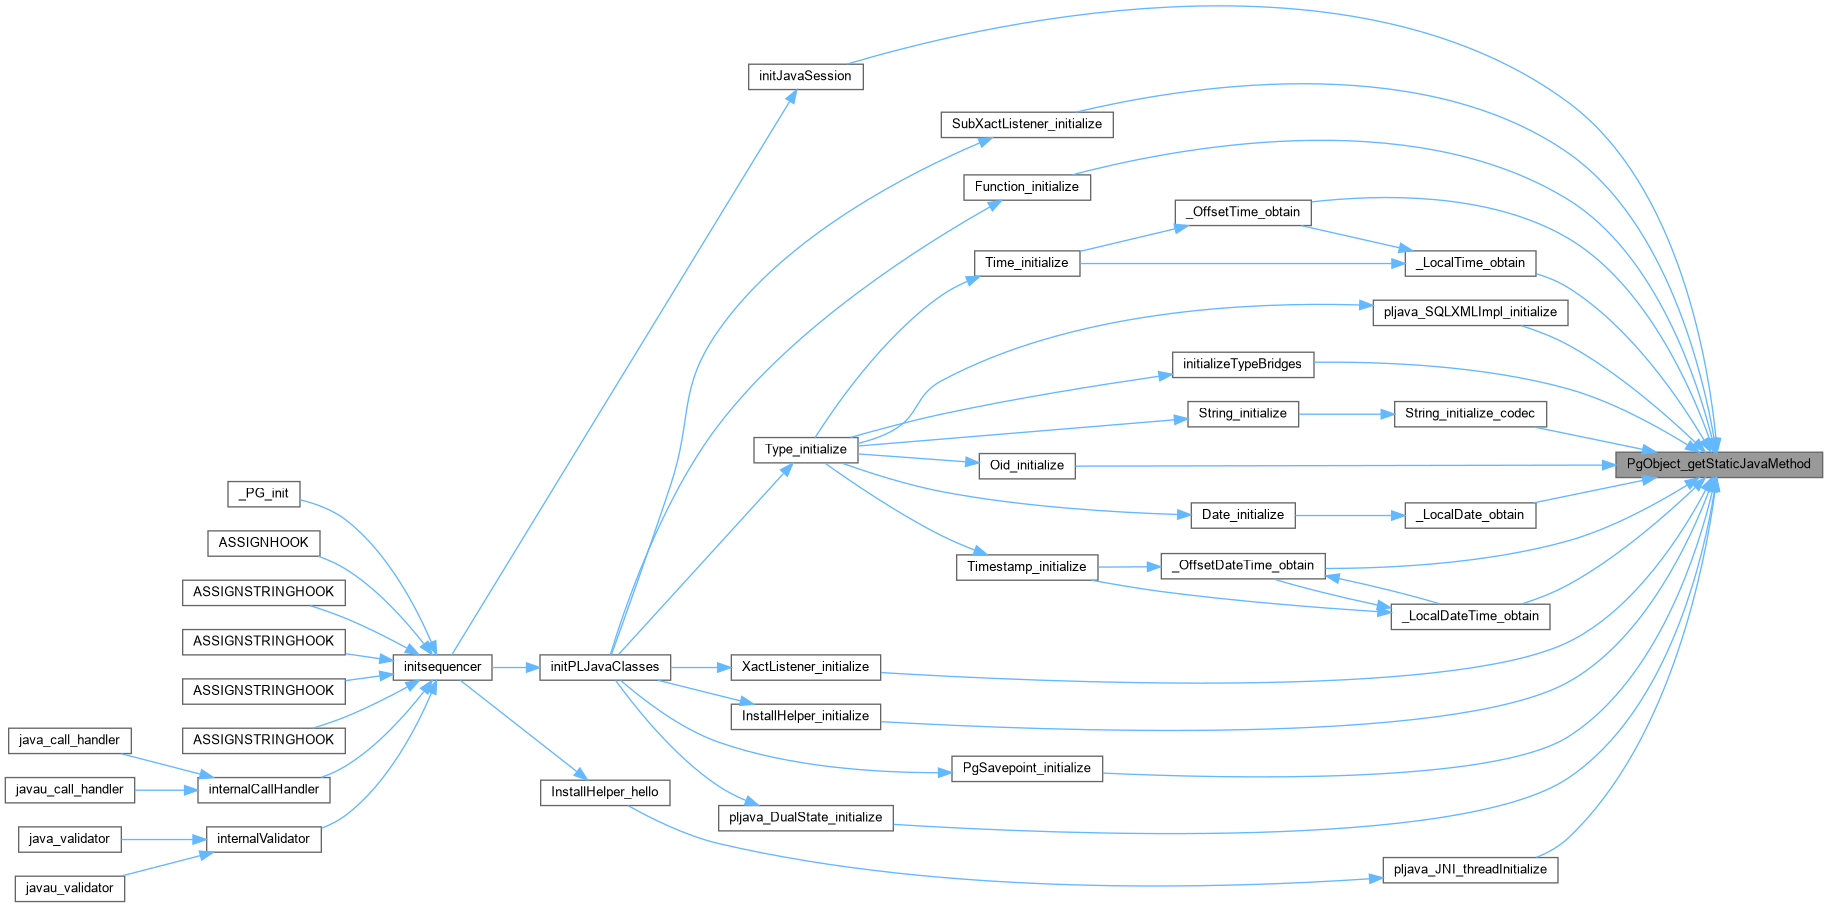 initJavaSession
SubXactListener_initialize
Function_initialize
_OffsetTime_obtain
Time_initialize
_LocalTime_obtain
pljava_SQLXMLImpl_initialize
initializeTypeBridges
String_initialize
String_initialize_codec
Type_initialize
Oid_initialize
PgObject_getStaticJavaMethod
_PG_init
Date_initialize
_LocalDate_obtain
ASSIGNHOOK
Timestamp_initialize
_OffsetDateTime_obtain
ASSIGNSTRINGHOOK
_LocalDateTime_obtain
ASSIGNSTRINGHOOK
initsequencer
initPLJavaClasses
XactListener_initialize
ASSIGNSTRINGHOOK
InstallHelper_initialize
ASSIGNSTRINGHOOK
java_call_handler
PgSavepoint_initialize
javau_call_handler
internalCallHandler
InstallHelper_hello
pljava_DualState_initialize
java_validator
internalValidator
pljava_JNI_threadInitialize
javau_validator